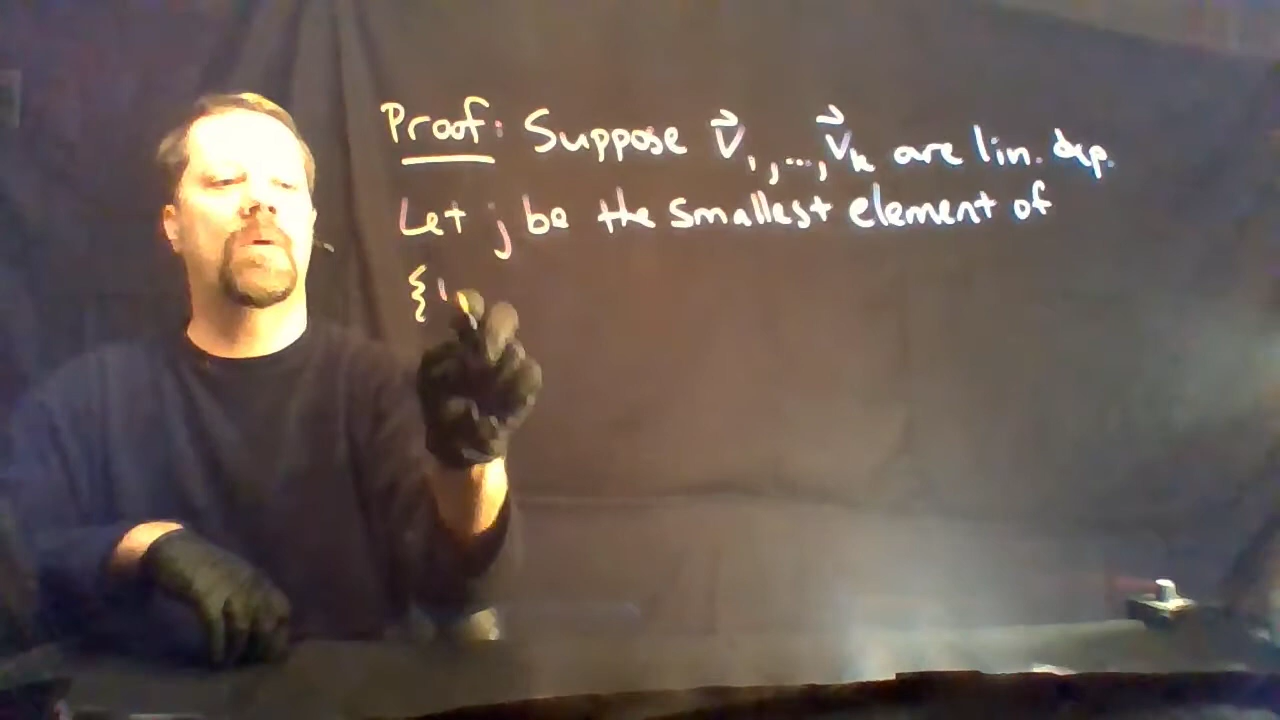 Proof: Suppose v⃗₁,...,v⃗ₖ are lin. dep.
Let j be the smallest element of
{